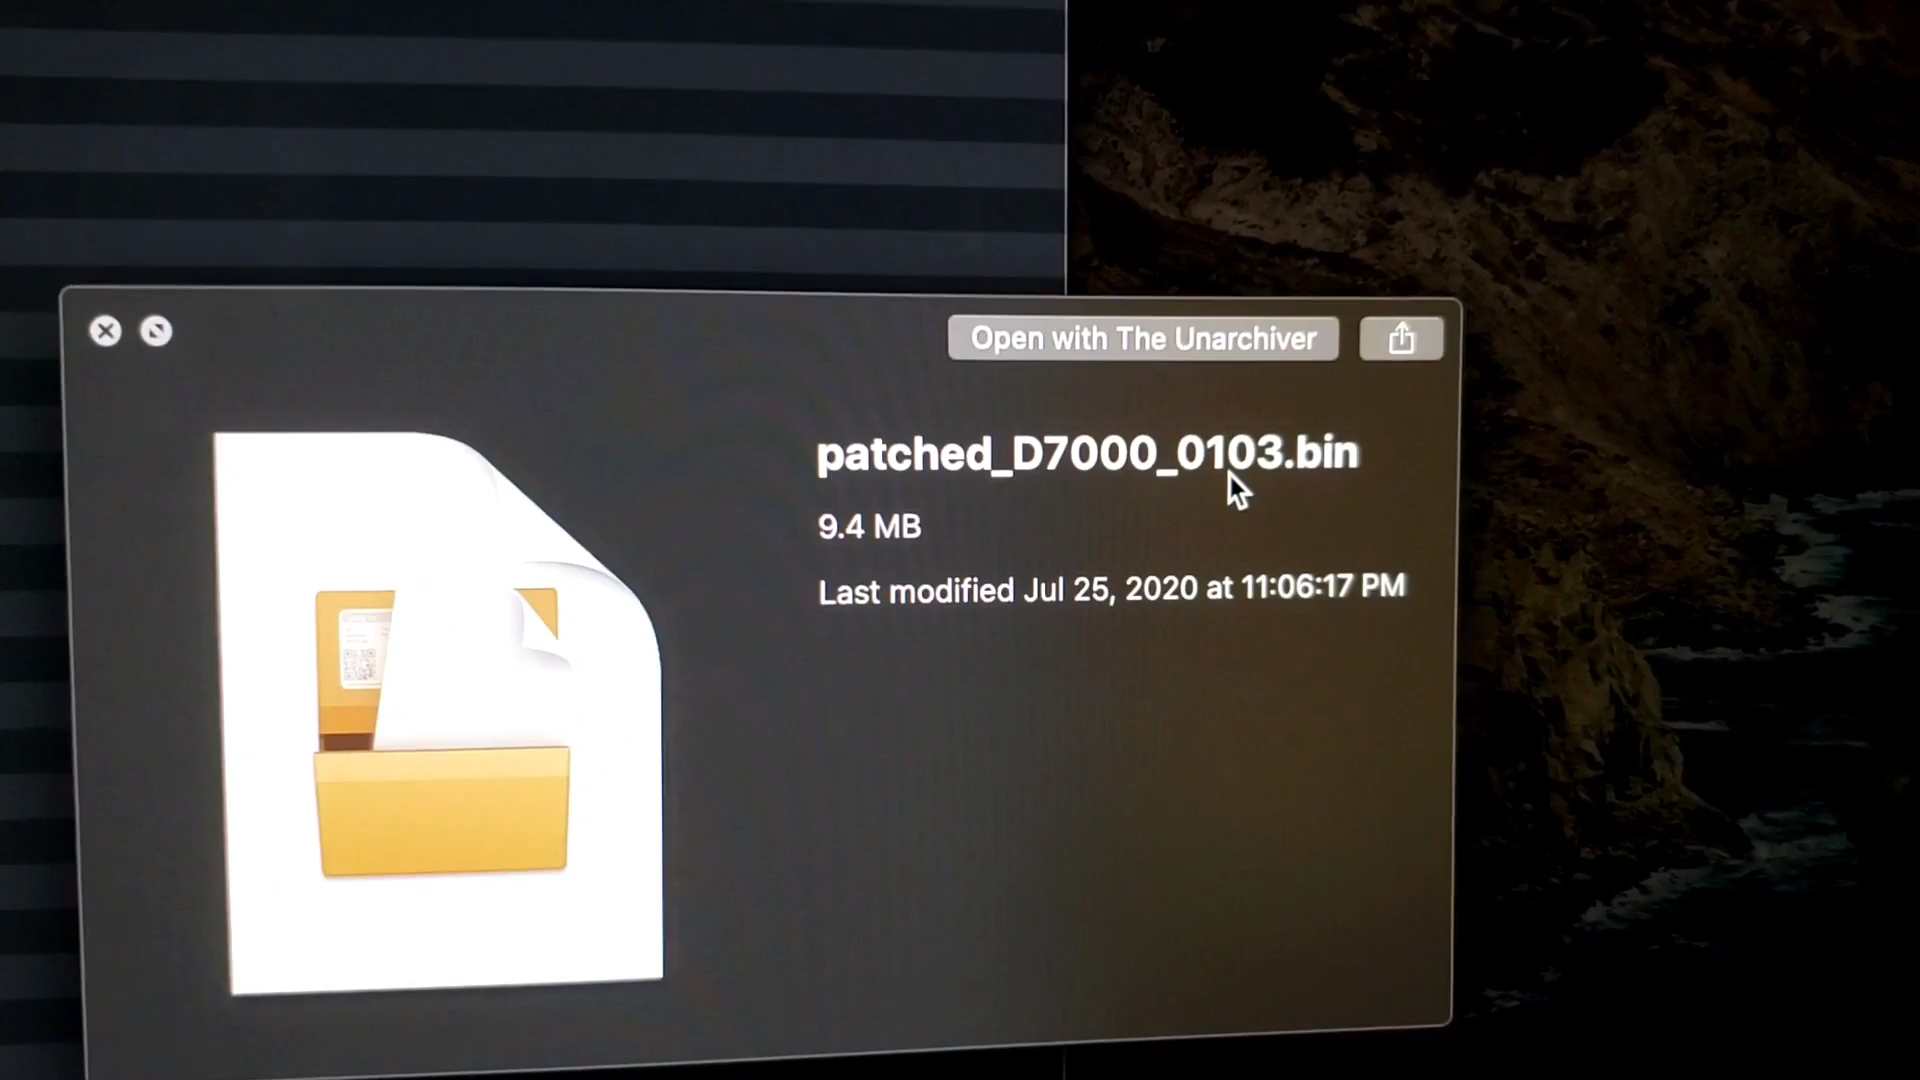 Open with The Unarchiver
patched_D7000_0103.bin
9.4 MB
Last modified Jul 25, 2020 at 11:06:17 PM